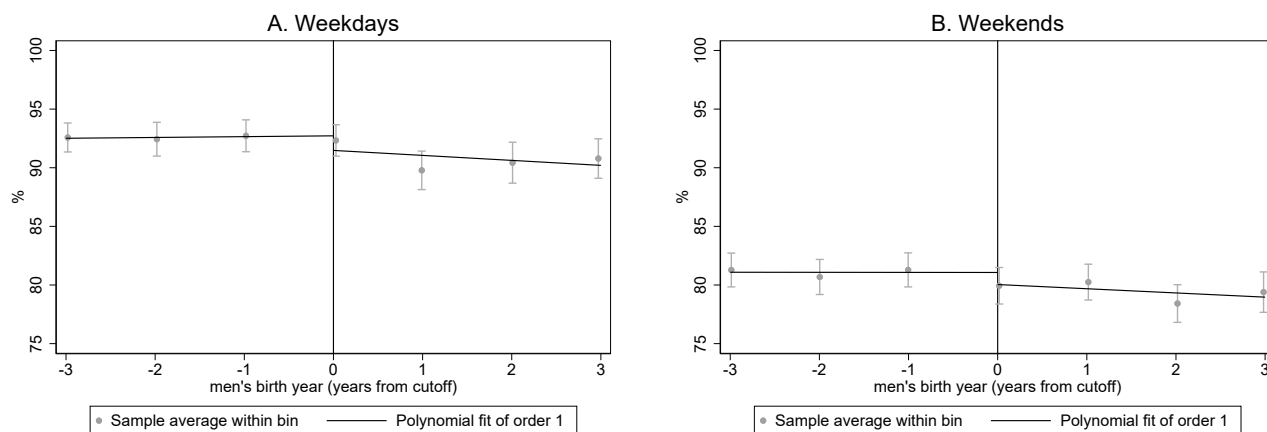 A. Weekdays
100
95
90
85
80
75
%
-3 -2 -1 0 1 2 3
men's birth year (years from cutoff)
Sample average within bin Polynomial fit of order 1
B. Weekends
100
95
90
85
80
75
%
-3 -2 -1 0 1 2 3
men's birth year (years from cutoff)
Sample average within bin Polynomial fit of order 1